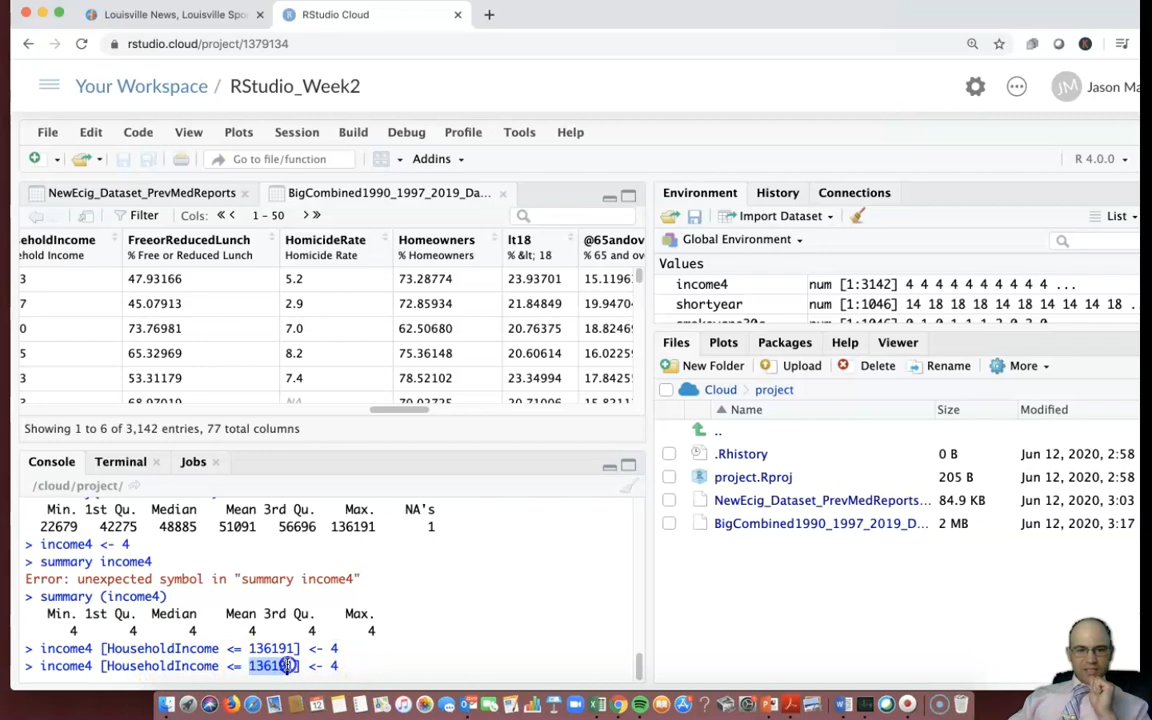 Louisville News, Louisville Spo
RStudio Cloud
rstudio.cloud/project/1379134
Your Workspace / RStudio_Week2
JM
Jason Ma
File Edit Code View Plots Session Build Debug Profile Tools Help
Go to file/function
Addins
R 4.0.0
NewEcig_Dataset_PrevMedReports
BigCombined1990_1997_2019_Da...
Filter Cols: 1 - 50
eholdIncome FreeorReducedLunch HomicideRate Homeowners lt18 @65andov
ehold Income % Free or Reduced Lunch Homicide Rate % Homeowners % &lt; 18 % 65 and ov
3 47.93166 5.2 73.28774 23.93701 15.1196
7 45.07913 2.9 72.85934 21.84849 19.9470
0 73.76981 7.0 62.50680 20.76375 18.8246
5 65.32969 8.2 75.36148 20.60614 16.0225
3 53.31179 7.4 78.52102 23.34994 17.8425
Showing 1 to 6 of 3,142 entries, 77 total columns
Console Terminal Jobs
/cloud/project/
Min. 1st Qu. Median Mean 3rd Qu. Max. NA's
22679 42275 48885 51091 56696 136191 1
> income4 <- 4
> summary income4
Error: unexpected symbol in "summary income4"
> summary (income4)
Min. 1st Qu. Median Mean 3rd Qu. Max.
4 4 4 4 4 4
> income4 [HouseholdIncome <= 136191] <- 4
> income4 [HouseholdIncome <= 136191] <- 4
Environment History Connections
Import Dataset
List
Global Environment
Values
income4 num [1:3142] 4 4 4 4 4 4 4 4 4 4 ...
shortyear num [1:1046] 14 18 18 18 14 18 14 14 14 18 .
Files Plots Packages Help Viewer
New Folder Upload Delete Rename More
Cloud project
Name Size Modified
..
.Rhistory 0 B Jun 12, 2020, 2:58
project.Rproj 205 B Jun 12, 2020, 2:58
NewEcig_Dataset_PrevMedReports... 84.9 KB Jun 12, 2020, 3:03
BigCombined1990_1997_2019_D... 2 MB Jun 12, 2020, 3:17